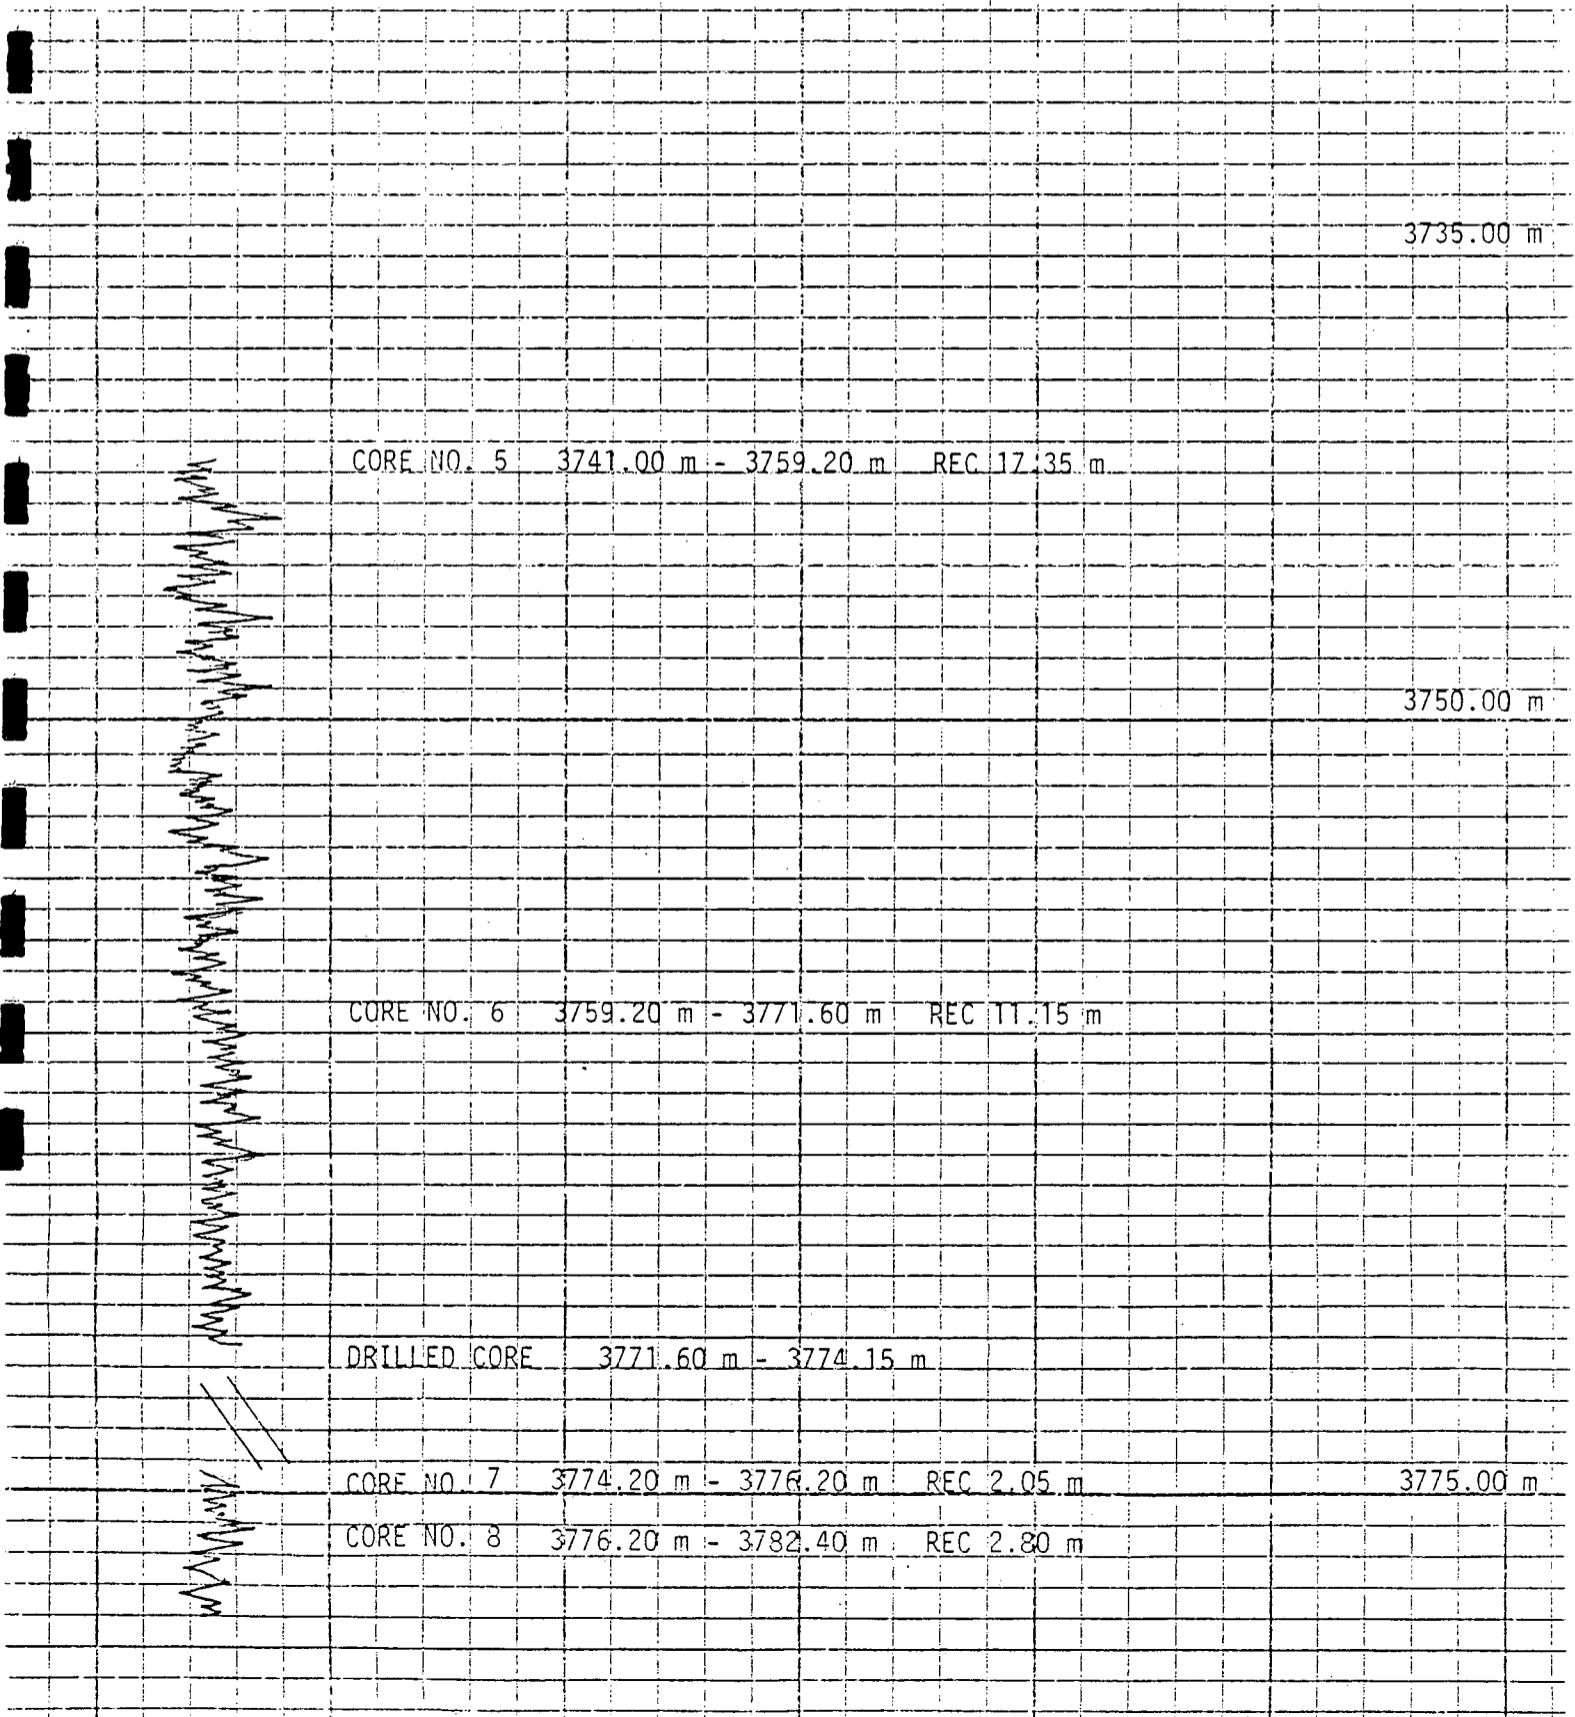 3735.00 m
CORE NO. 5 3741.00 m - 3759.20 m REC 17.35 m
3750.00 m
CORE NO. 6 3759.20 m - 3771.60 m REC 11.15 m
DRILLED CORE 3771.60 m - 3774.15 m
CORE NO. 7 3774.20 m - 3776.20 m REC 2.05 m 3775.00 m
CORE NO. 8 3776.20 m - 3782.40 m REC 2.80 m